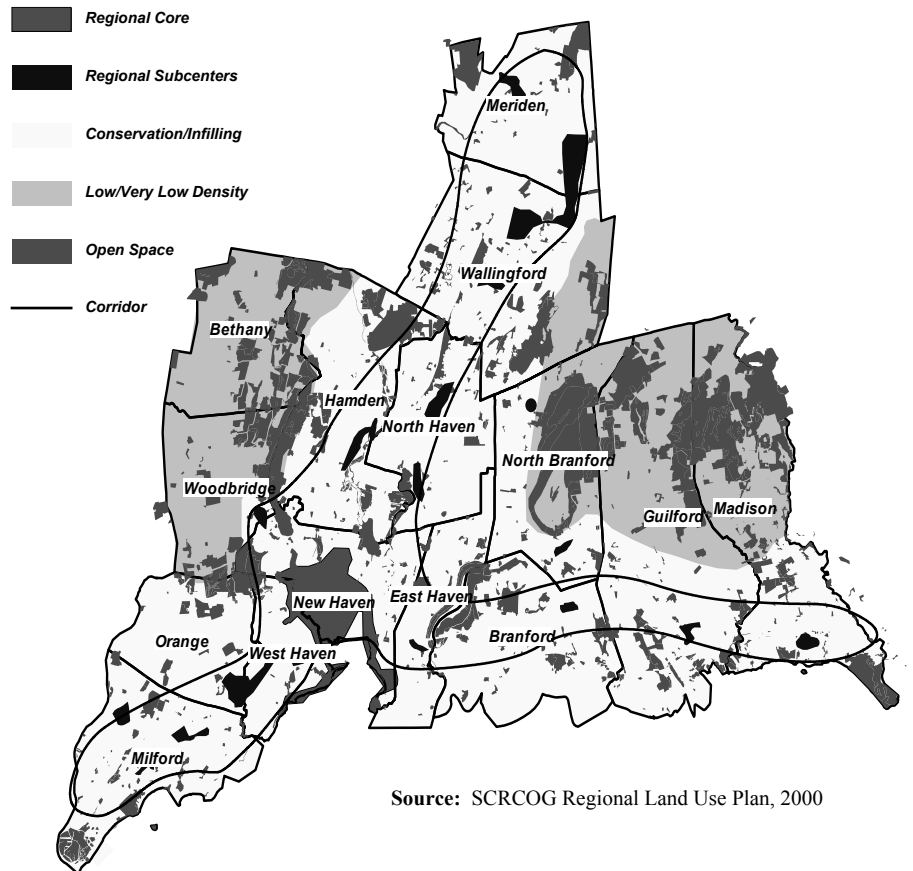 Regional Core
Regional Subcenters
Conservation/Infilling
Low/Very Low Density
Open Space
Corridor
Meriden
Wallingford
Bethany
Hamden
North Haven
North Branford
Woodbridge
Guilford
Madison
New Haven
East Haven
Branford
Orange
West Haven
Milford
Source: SCRCOG Regional Land Use Plan, 2000